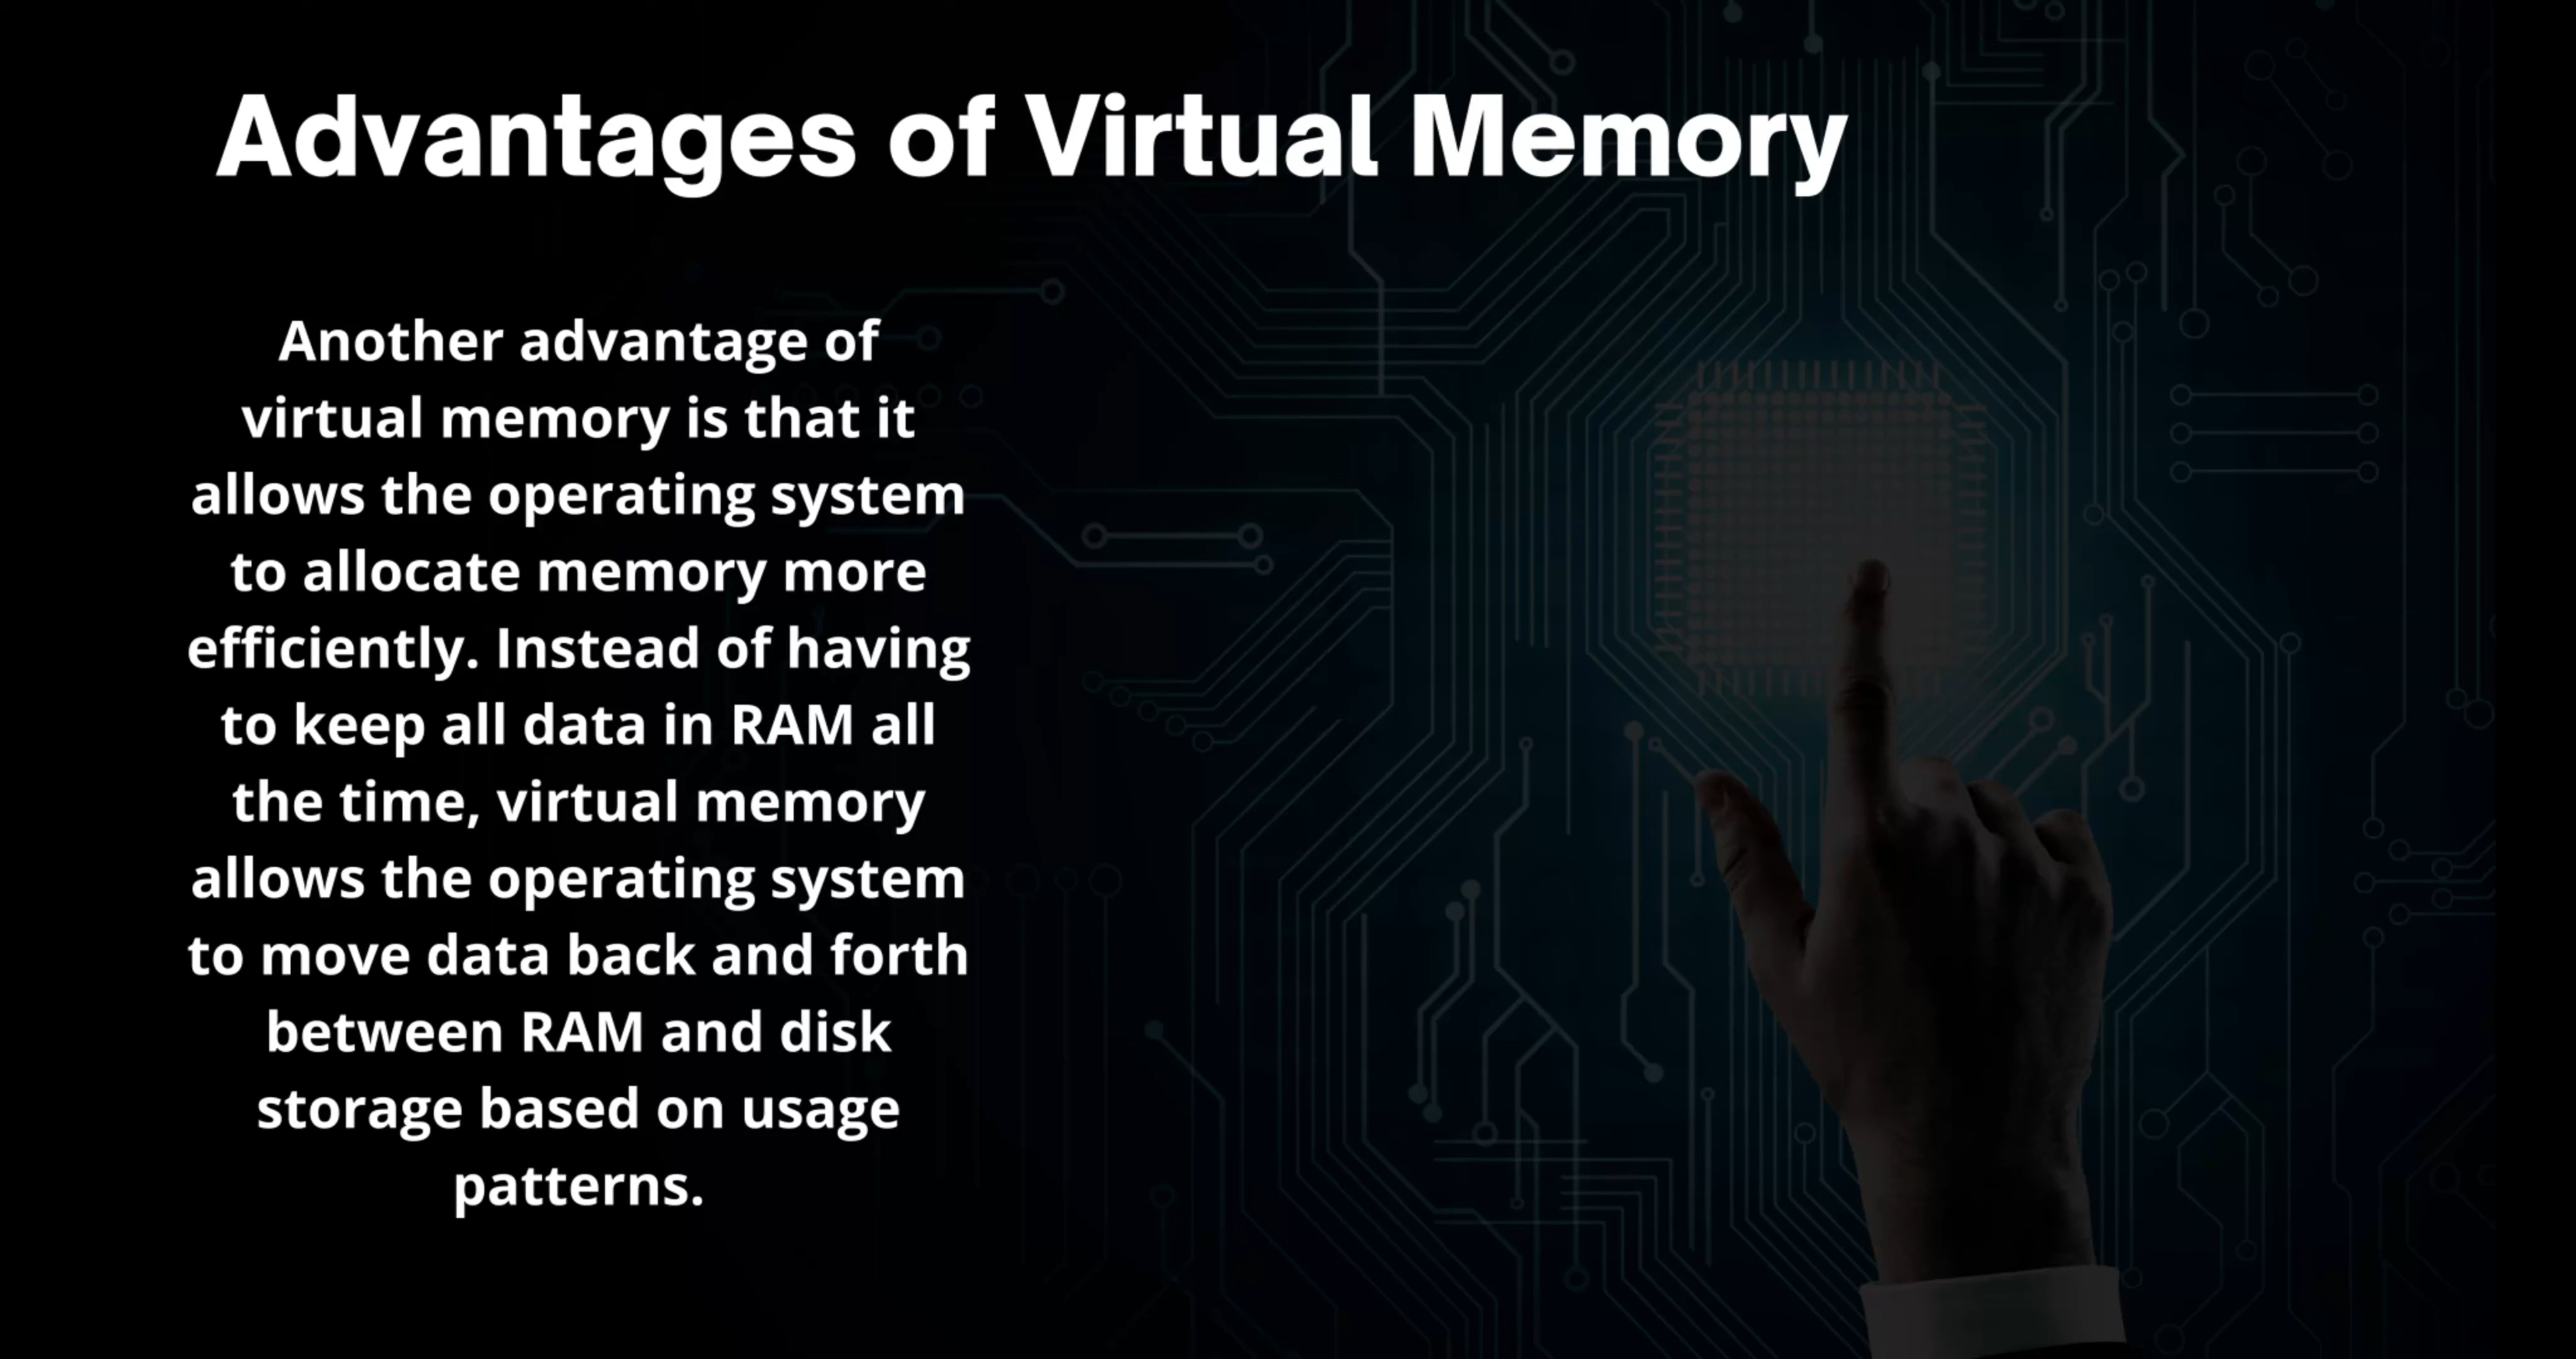 Advantages of Virtual Memory
Another advantage of
virtual memory is that it
allows the operating system
to allocate memory more
efficiently. Instead of having
to keep all data in RAM all
the time, virtual memory
allows the operating system
to move data back and forth
between RAM and disk
storage based on usage
patterns.